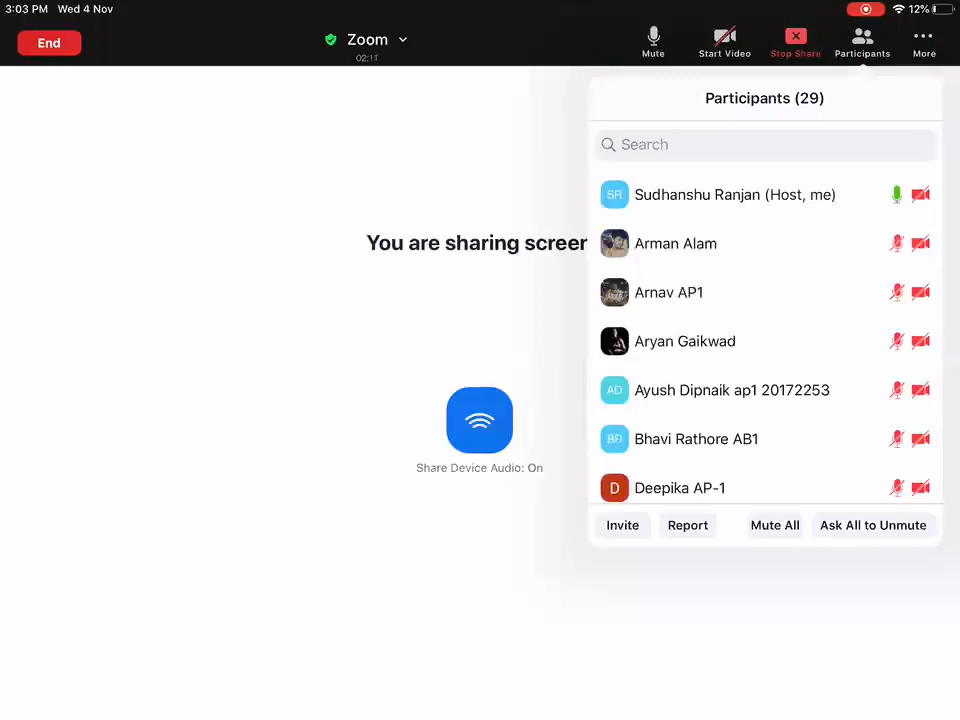 3:03 PM Wed 4 Nov
12%
End
Zoom
02:11
Mute
Start Video
Stop Share
Participants
More
Participants (29)
Search
You are sharing screen
SR Sudhanshu Ranjan (Host, me)
Arman Alam
Arnav AP1
Aryan Gaikwad
AD Ayush Dipnaik ap1 20172253
Bhavi Rathore AB1
D Deepika AP-1
Share Device Audio: On
Invite
Report
Mute All
Ask All to Unmute